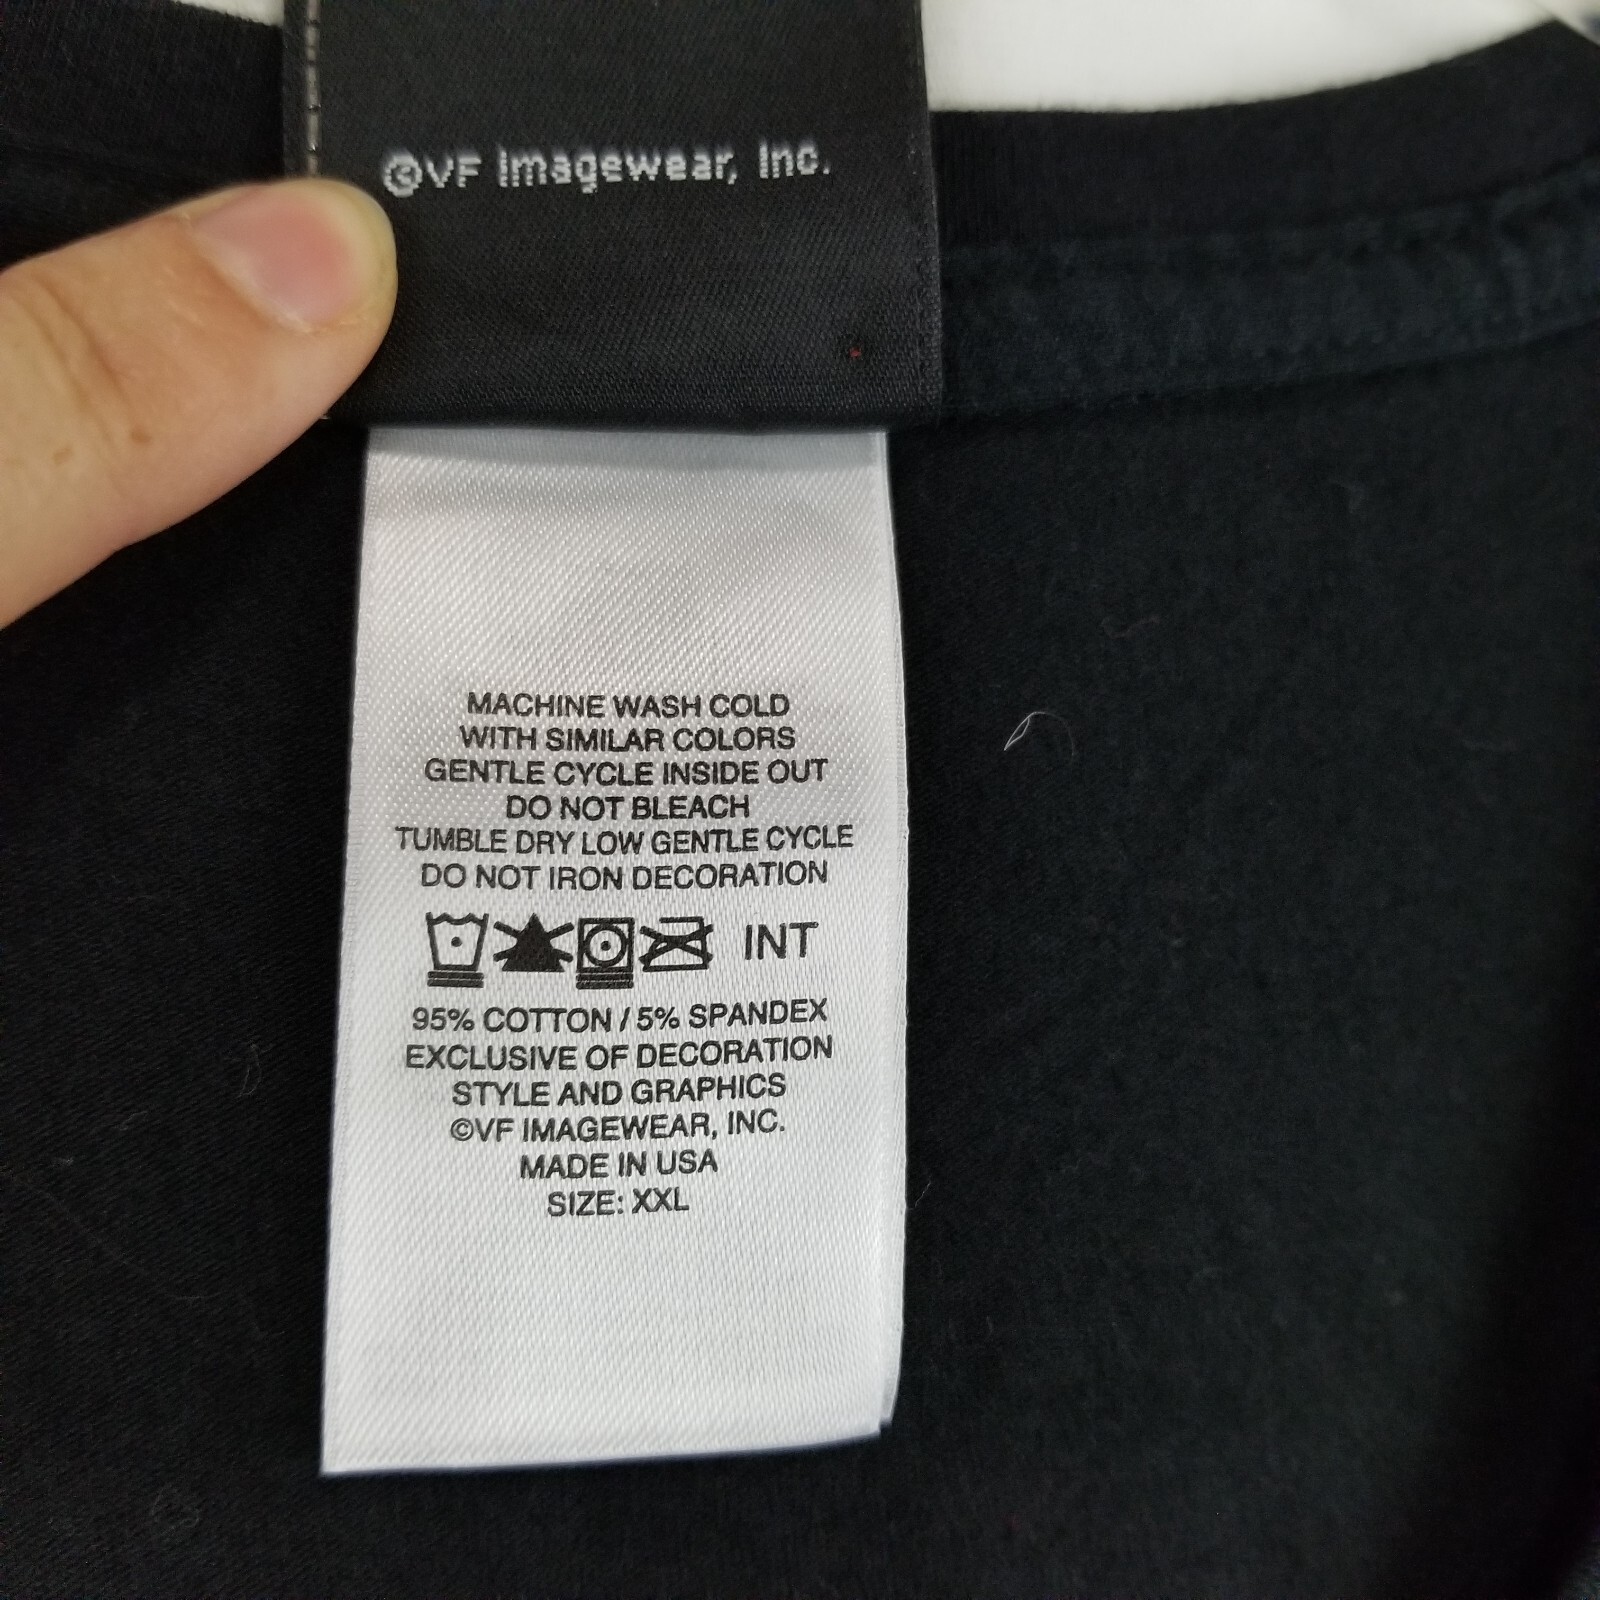 ©VF Imagewear, Inc.
MACHINE WASH COLD
WITH SIMILAR COLORS
GENTLE CYCLE INSIDE OUT
DO NOT BLEACH
TUMBLE DRY LOW GENTLE CYCLE
DO NOT IRON DECORATION
INT
95% COTTON / 5% SPANDEX
EXCLUSIVE OF DECORATION
STYLE AND GRAPHICS
©VF IMAGEWEAR, INC.
MADE IN USA
SIZE: XXL